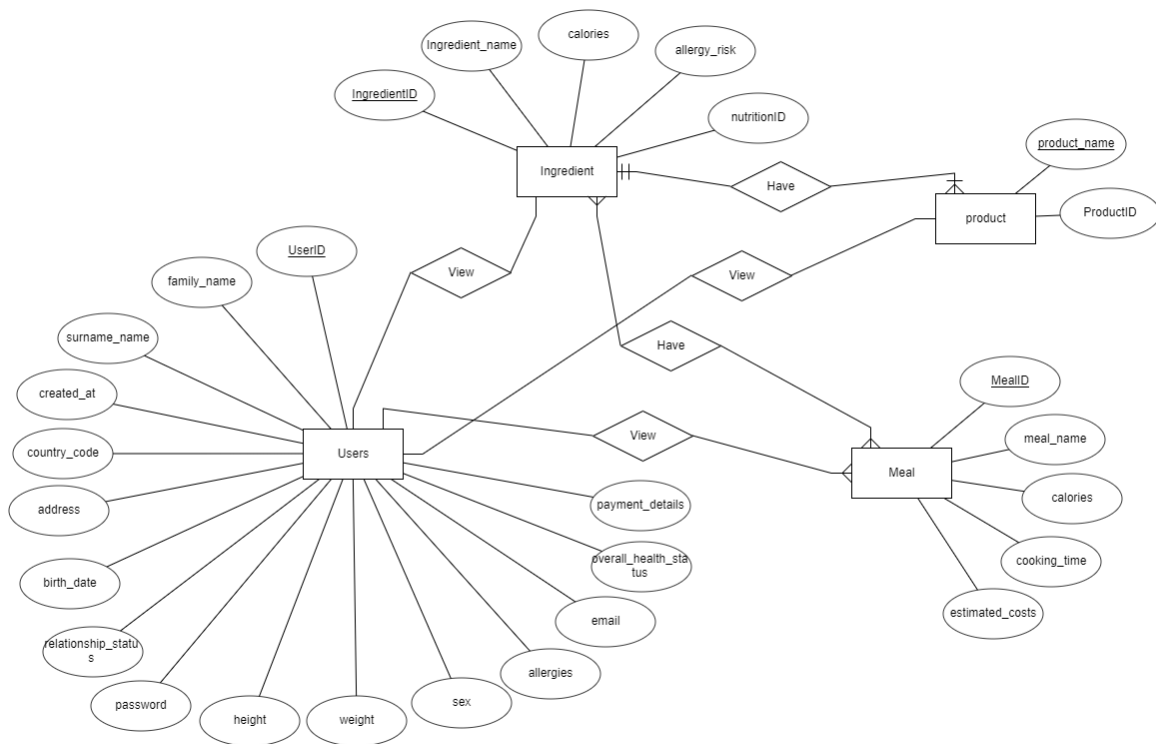 calories
Ingredient_name
allergy_risk
IngredientID
nutritionID
product_name
Ingredient
Have
ProductID
product
UserID
View
View
family_name
surname_name
Have
created_at
MealID
View
meal_name
country_code
Users
Meal
calories
payment_details
address
overall_health_sta
tus
cooking_time
birth_date
estimated_costs
email
relationship_statu
s
allergies
password
sex
height
weight